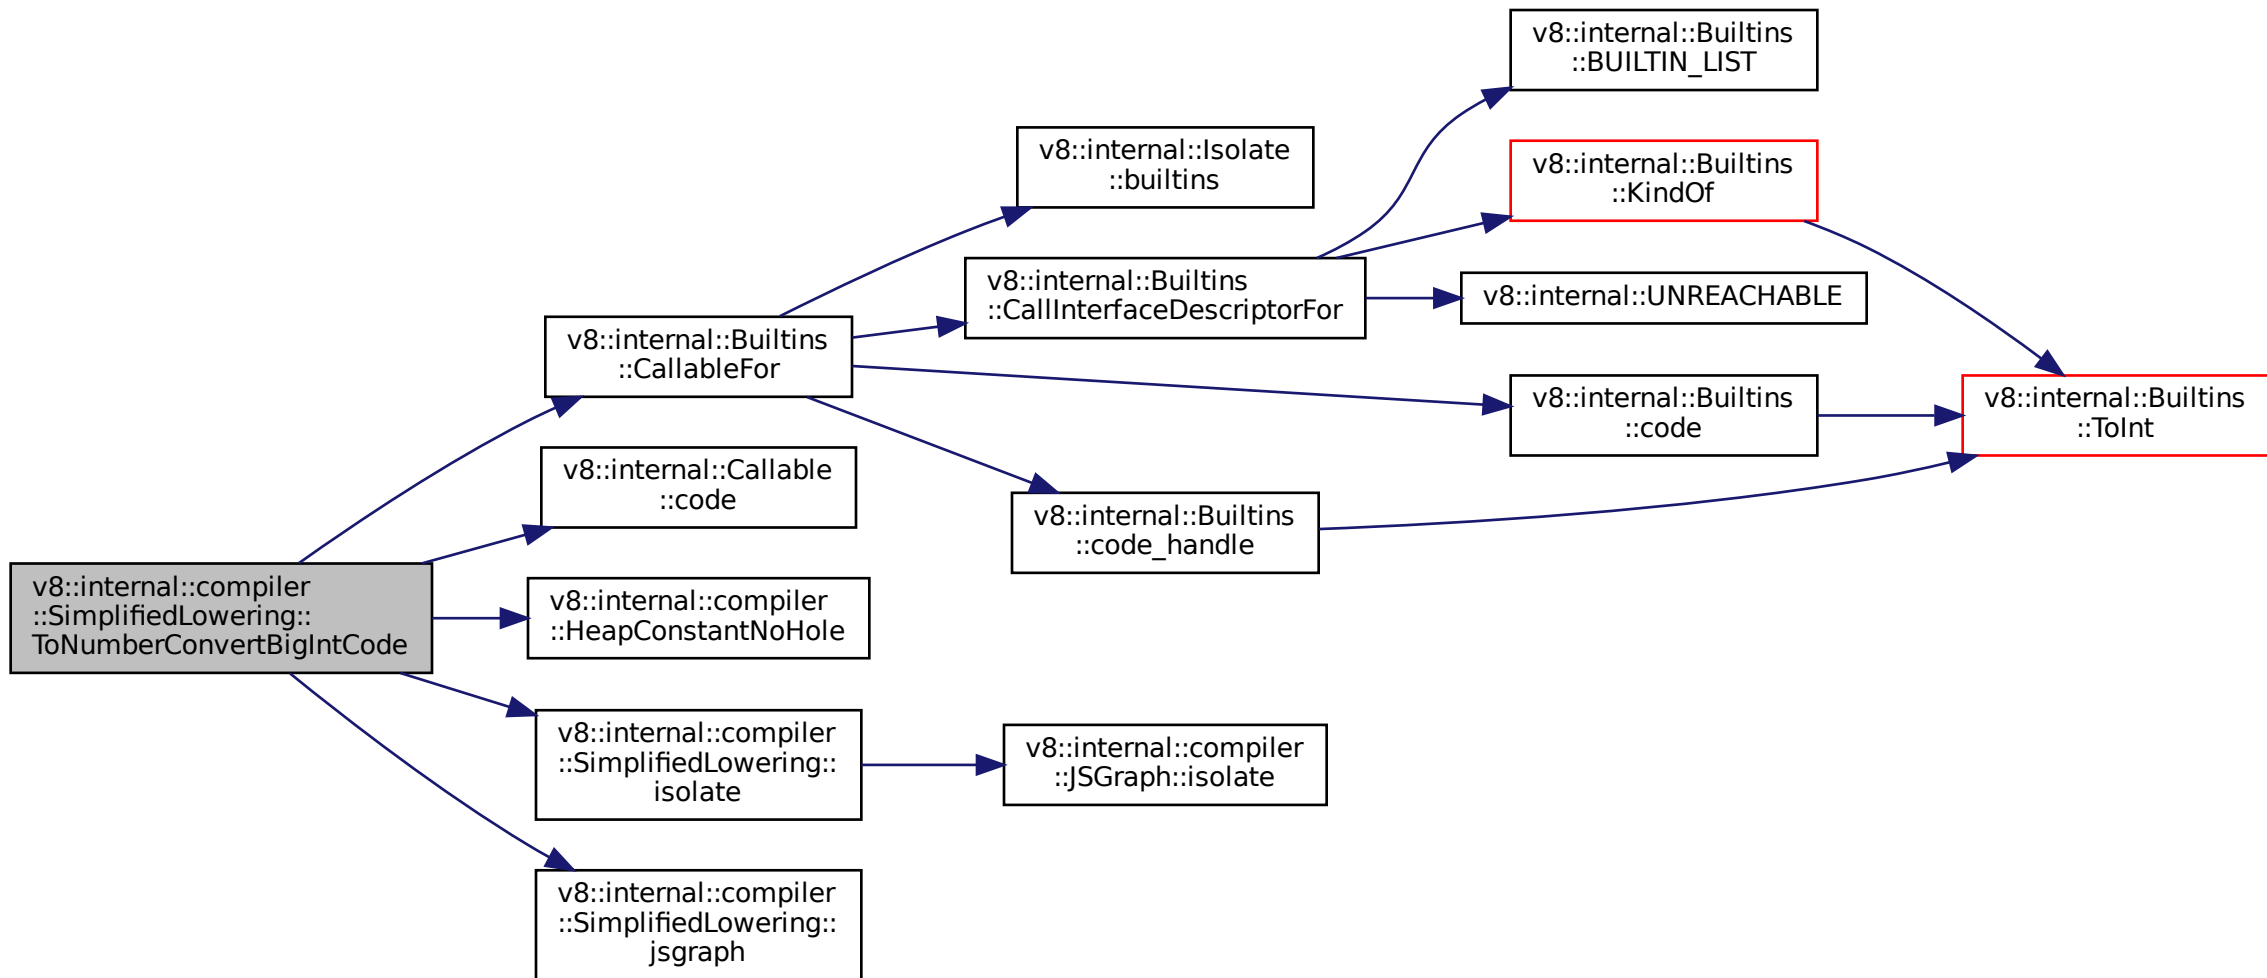 v8::internal::compiler
::SimplifiedLowering::
ToNumberConvertBigIntCode
v8::internal::Builtins
::CallableFor
v8::internal::Callable
::code
v8::internal::compiler
::HeapConstantNoHole
v8::internal::compiler
::SimplifiedLowering::
isolate
v8::internal::compiler
::SimplifiedLowering::
jsgraph
v8::internal::Isolate
::builtins
v8::internal::Builtins
::CallInterfaceDescriptorFor
v8::internal::Builtins
::code_handle
v8::internal::compiler
::JSGraph::isolate
v8::internal::Builtins
::BUILTIN_LIST
v8::internal::Builtins
::KindOf
v8::internal::UNREACHABLE
v8::internal::Builtins
::code
v8::internal::Builtins
::ToInt